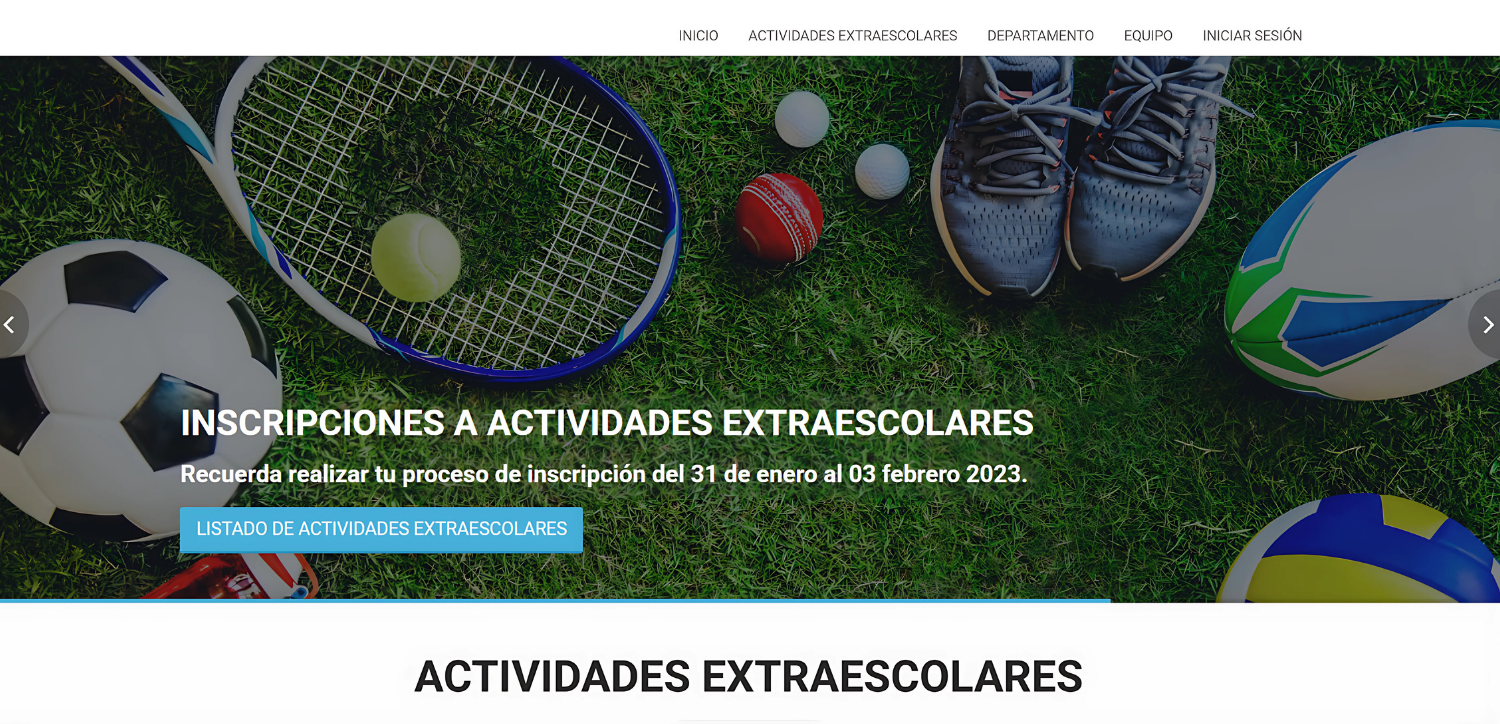 INICIO ACTIVIDADES EXTRAESCOLARES DEPARTAMENTO EQUIPO INICIAR SESIÓN
INSCRIPCIONES A ACTIVIDADES EXTRAESCOLARES
Recuerda realizar tu proceso de inscripción del 31 de enero al 03 febrero 2023.
LISTADO DE ACTIVIDADES EXTRAESCOLARES
ACTIVIDADES EXTRAESCOLARES